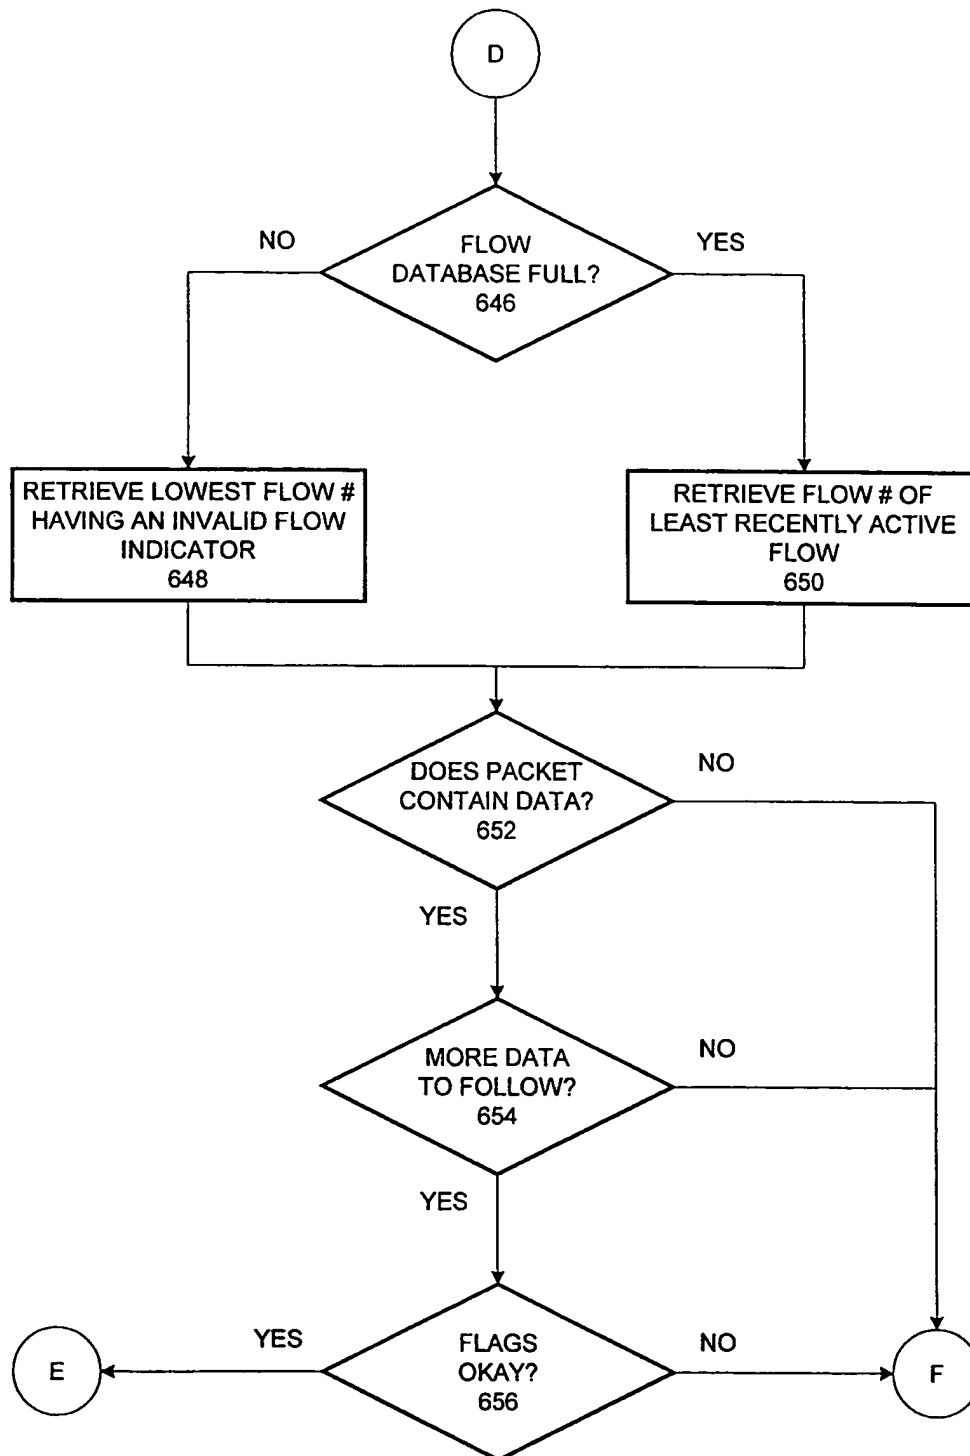 D
NO
YES
FLOW
DATABASE FULL?
646
RETRIEVE LOWEST FLOW #
HAVING AN INVALID FLOW
INDICATOR
648
RETRIEVE FLOW # OF
LEAST RECENTLY ACTIVE
FLOW
650
DOES PACKET
CONTAIN DATA?
652
NO
YES
MORE DATA
TO FOLLOW?
654
NO
YES
E
YES
FLAGS
OKAY?
656
NO
F